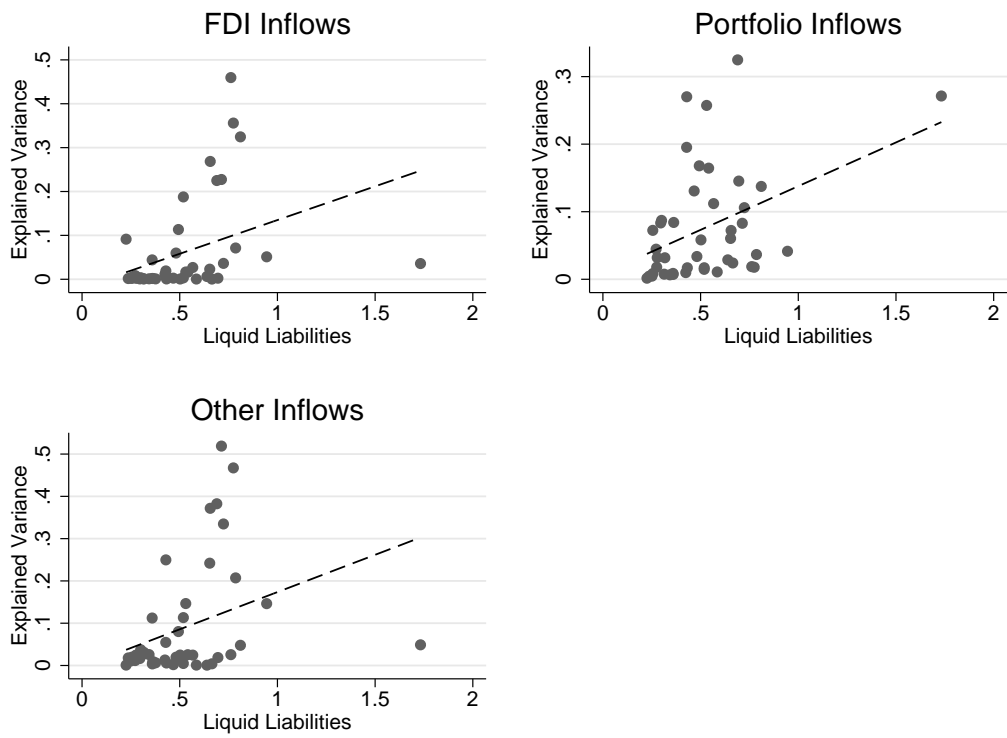 FDI Inflows
Explained Variance
0 .1 .2 .3 .4 .5
0 .5 1 1.5 2
Liquid Liabilities
Portfolio Inflows
Explained Variance
0 .1 .2 .3
0 .5 1 1.5 2
Liquid Liabilities
Other Inflows
Explained Variance
0 .1 .2 .3 .4 .5
0 .5 1 1.5 2
Liquid Liabilities